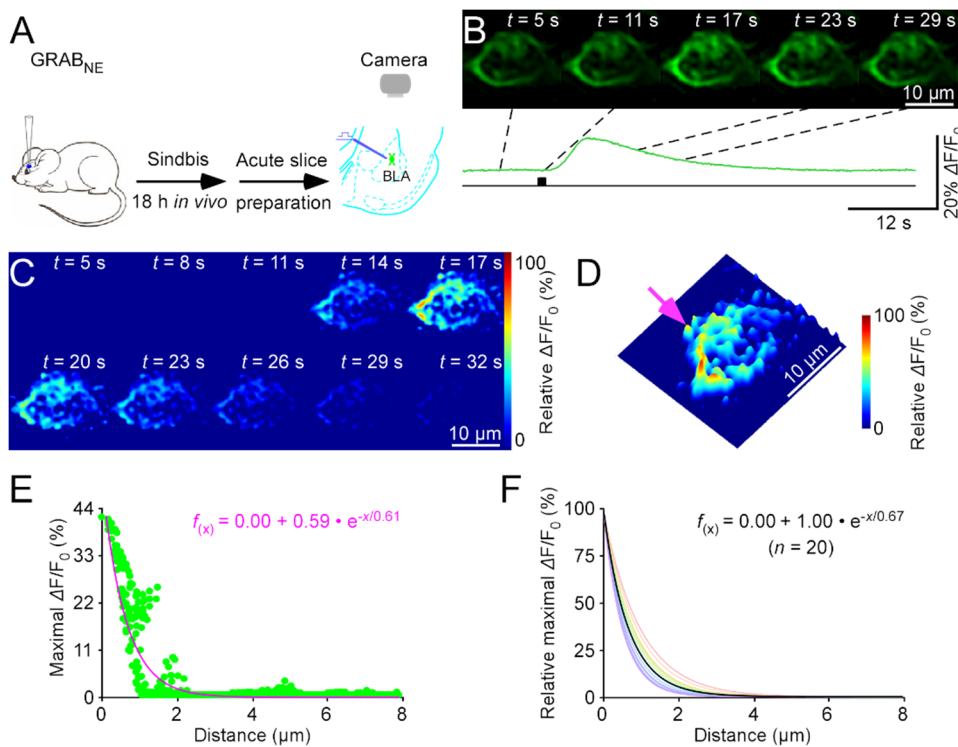 A
GRAB_NE
Sindbis
18 h in vivo
Acute slice
preparation
Camera
BLA
B
t = 5 s t = 11 s t = 17 s t = 23 s t = 29 s
10 µm
20% ΔF/F₀
12 s
C
t = 5 s t = 8 s t = 11 s t = 14 s t = 17 s
t = 20 s t = 23 s t = 26 s t = 29 s t = 32 s
10 µm
100
0
Relative ΔF/F₀ (%)
D
10 µm
100
0
Relative ΔF/F₀ (%)
E
f(x) = 0.00 + 0.59 • e^-x/0.61
Maximal ΔF/F₀ (%)
44
33
22
11
0
0 2 4 6 8
Distance (µm)
F
f(x) = 0.00 + 1.00 • e^-x/0.67
(n = 20)
Relative maximal ΔF/F₀ (%)
100
75
50
25
0
0 2 4 6 8
Distance (µm)